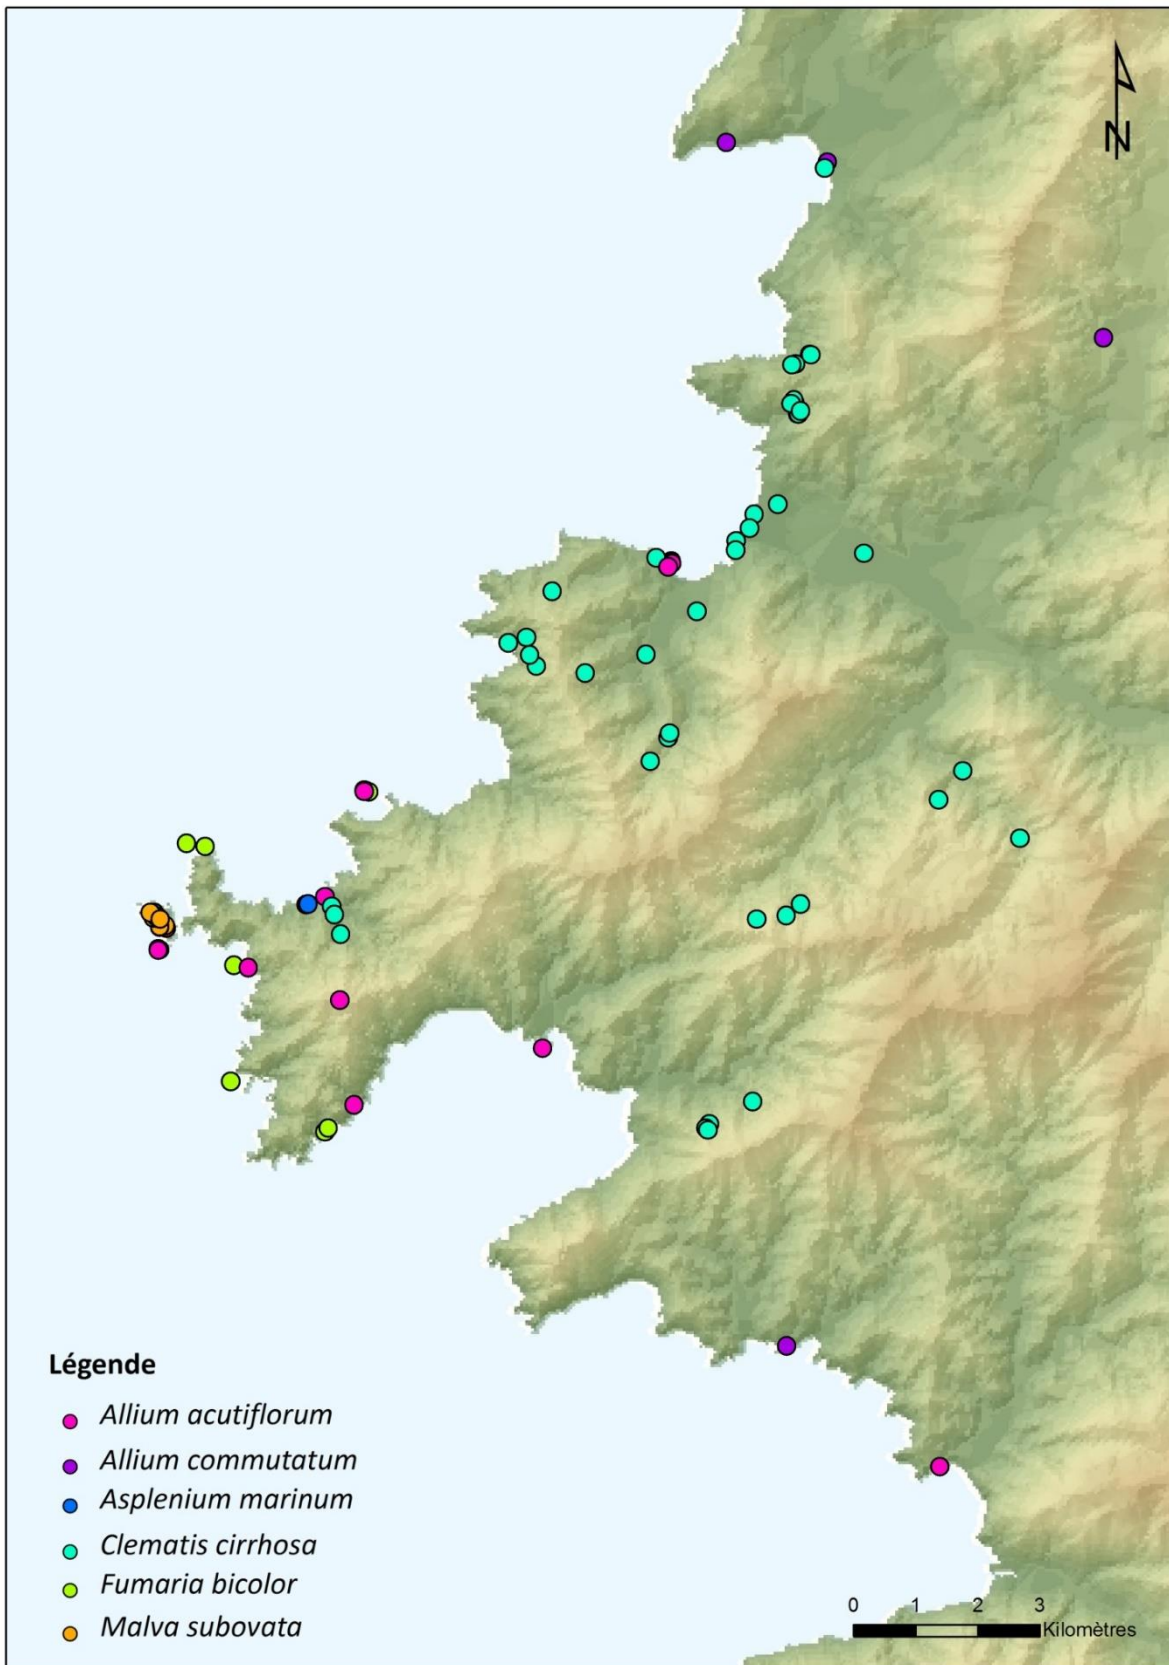 N
Légende
Allium acutiflorum
Allium commutatum
Asplenium marinum
Clematis cirrhosa
Fumaria bicolor
Malva subovata
0 1 2 3
Kilomètres